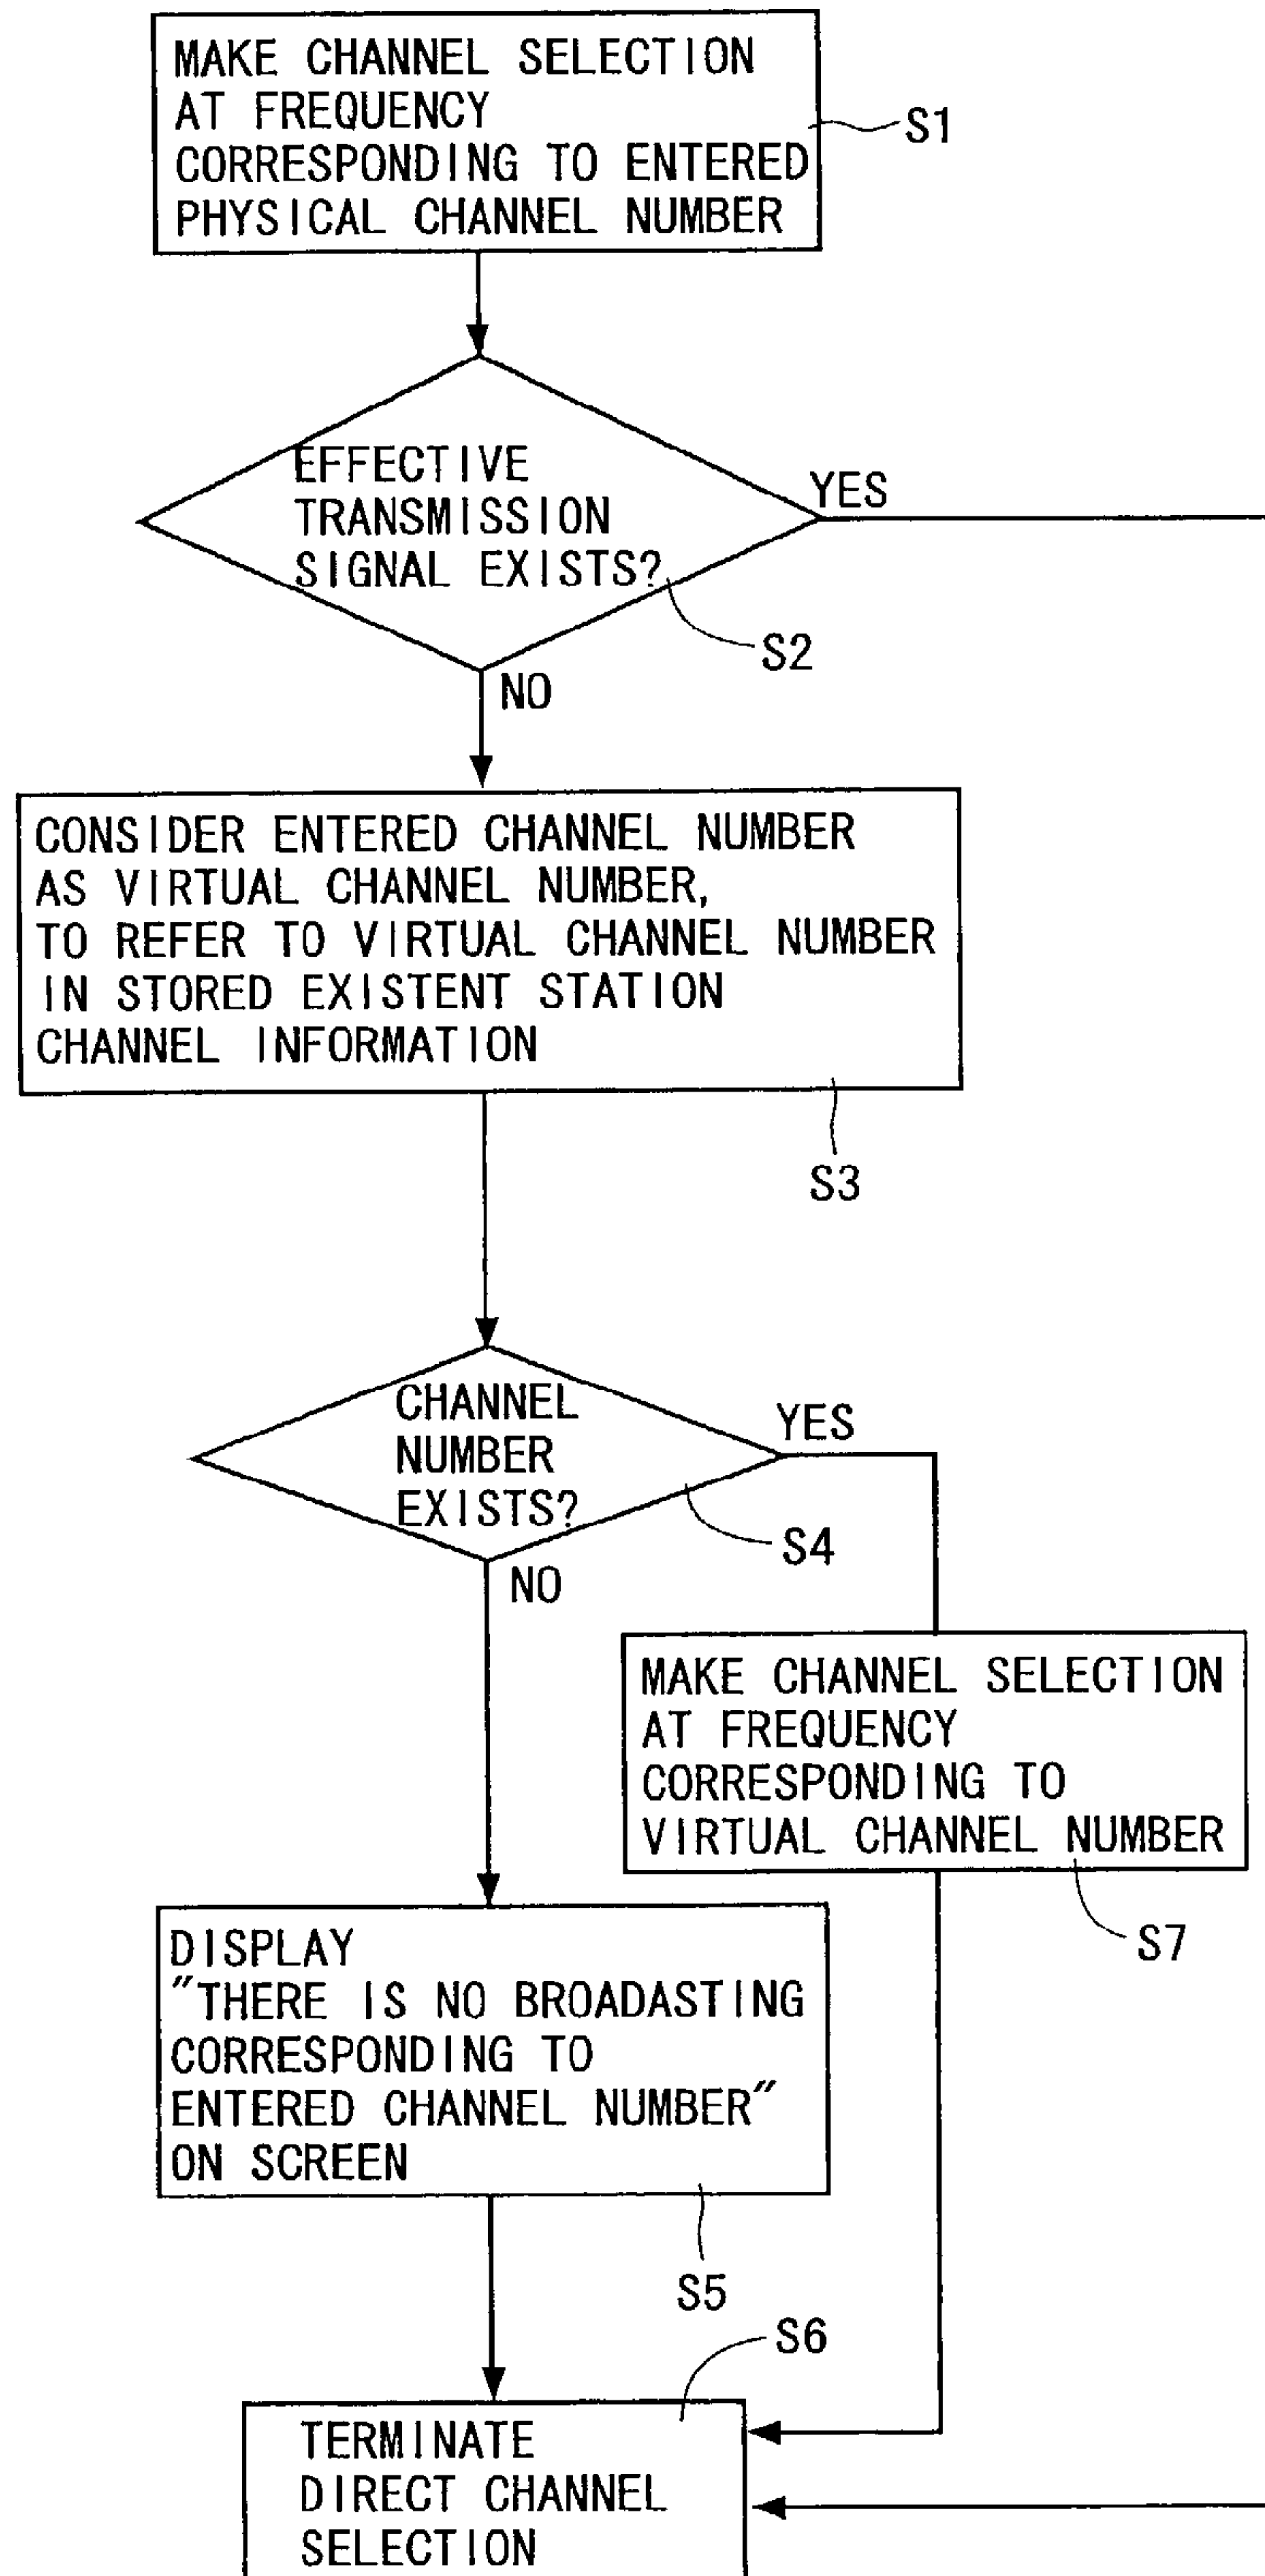 MAKE CHANNEL SELECTION
AT FREQUENCY
CORRESPONDING TO ENTERED
PHYSICAL CHANNEL NUMBER
S1
EFFECTIVE
TRANSMISSION
SIGNAL EXISTS?
YES
S2
NO
CONSIDER ENTERED CHANNEL NUMBER
AS VIRTUAL CHANNEL NUMBER,
TO REFER TO VIRTUAL CHANNEL NUMBER
IN STORED EXISTENT STATION
CHANNEL INFORMATION
S3
CHANNEL
NUMBER
EXISTS?
YES
S4
NO
MAKE CHANNEL SELECTION
AT FREQUENCY
CORRESPONDING TO
VIRTUAL CHANNEL NUMBER
S7
DISPLAY
"THERE IS NO BROADASTING
CORRESPONDING TO
ENTERED CHANNEL NUMBER"
ON SCREEN
S5
S6
TERMINATE
DIRECT CHANNEL
SELECTION